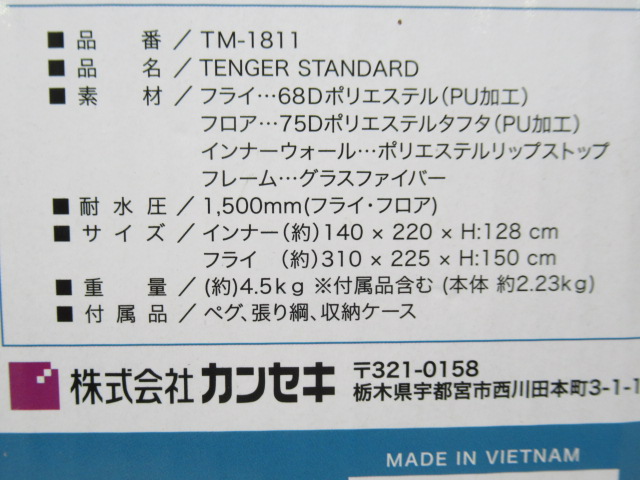 ■ 品 番 / TM-1811
■ 品 名 / TENGER STANDARD
■ 素 材 / フライ…68Dポリエステル(PU加工)
フロア…75Dポリエステルタフタ(PU加工)
インナーウォール…ポリエステルリップストップ
フレーム…グラスファイバー
■ 耐 水 圧 / 1,500mm(フライ・フロア)
■ サ イ ズ / インナー(約)140 × 220 × H:128 cm
フライ (約)310 × 225 × H:150 cm
■ 重 量 / (約)4.5kg ※付属品含む (本体 約2.23kg)
■ 付 属 品 / ペグ、張り綱、収納ケース
株式会社 カンセキ
〒321-0158
栃木県宇都宮市西川田本町3-1-1
MADE IN VIETNAM